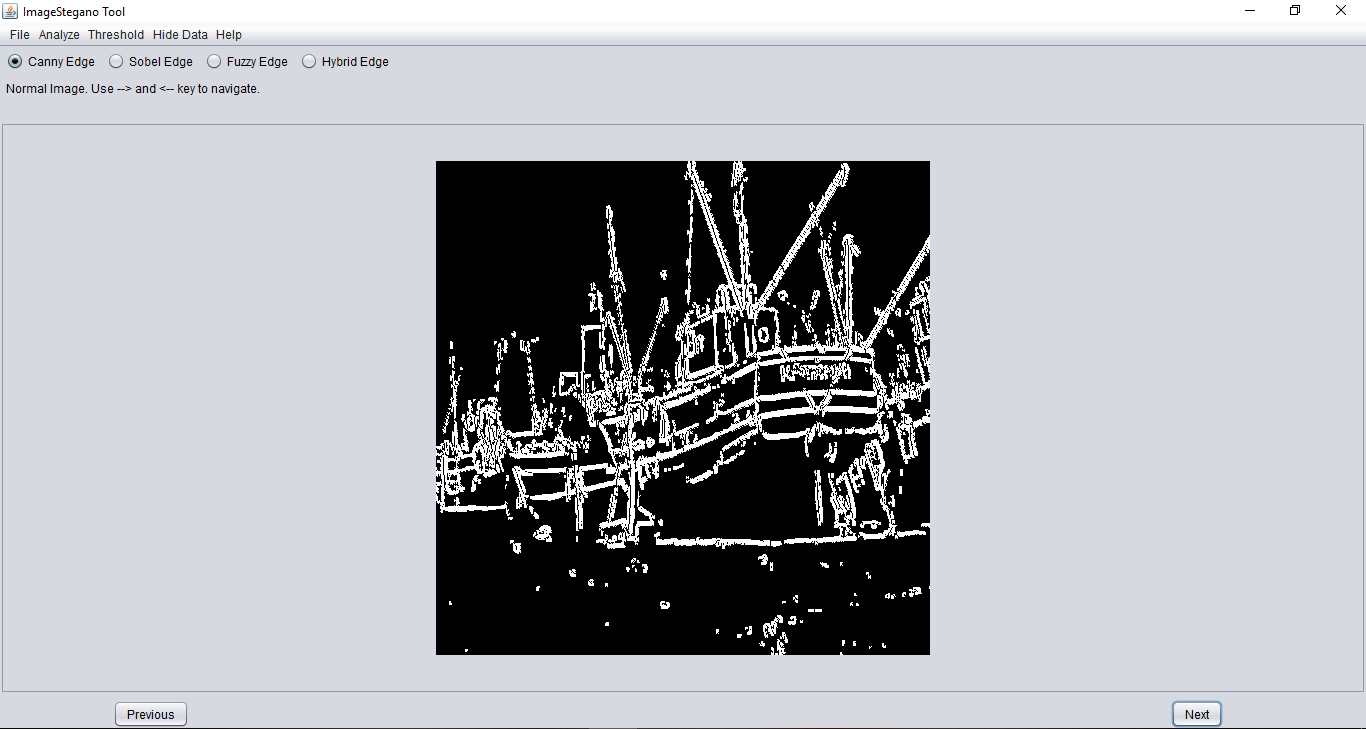 ImageStegano Tool
File Analyze Threshold Hide Data Help
Canny Edge Sobel Edge Fuzzy Edge Hybrid Edge
Normal Image. Use --> and <-- key to navigate.
Previous Next